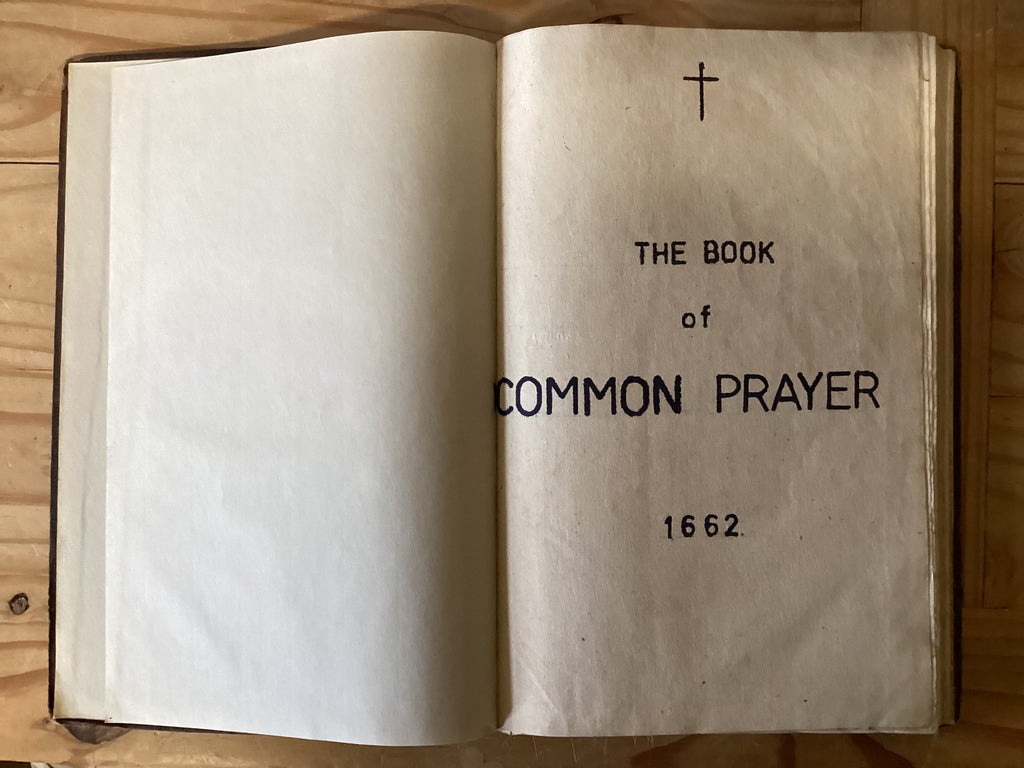 THE BOOK
of
COMMON PRAYER
1662.